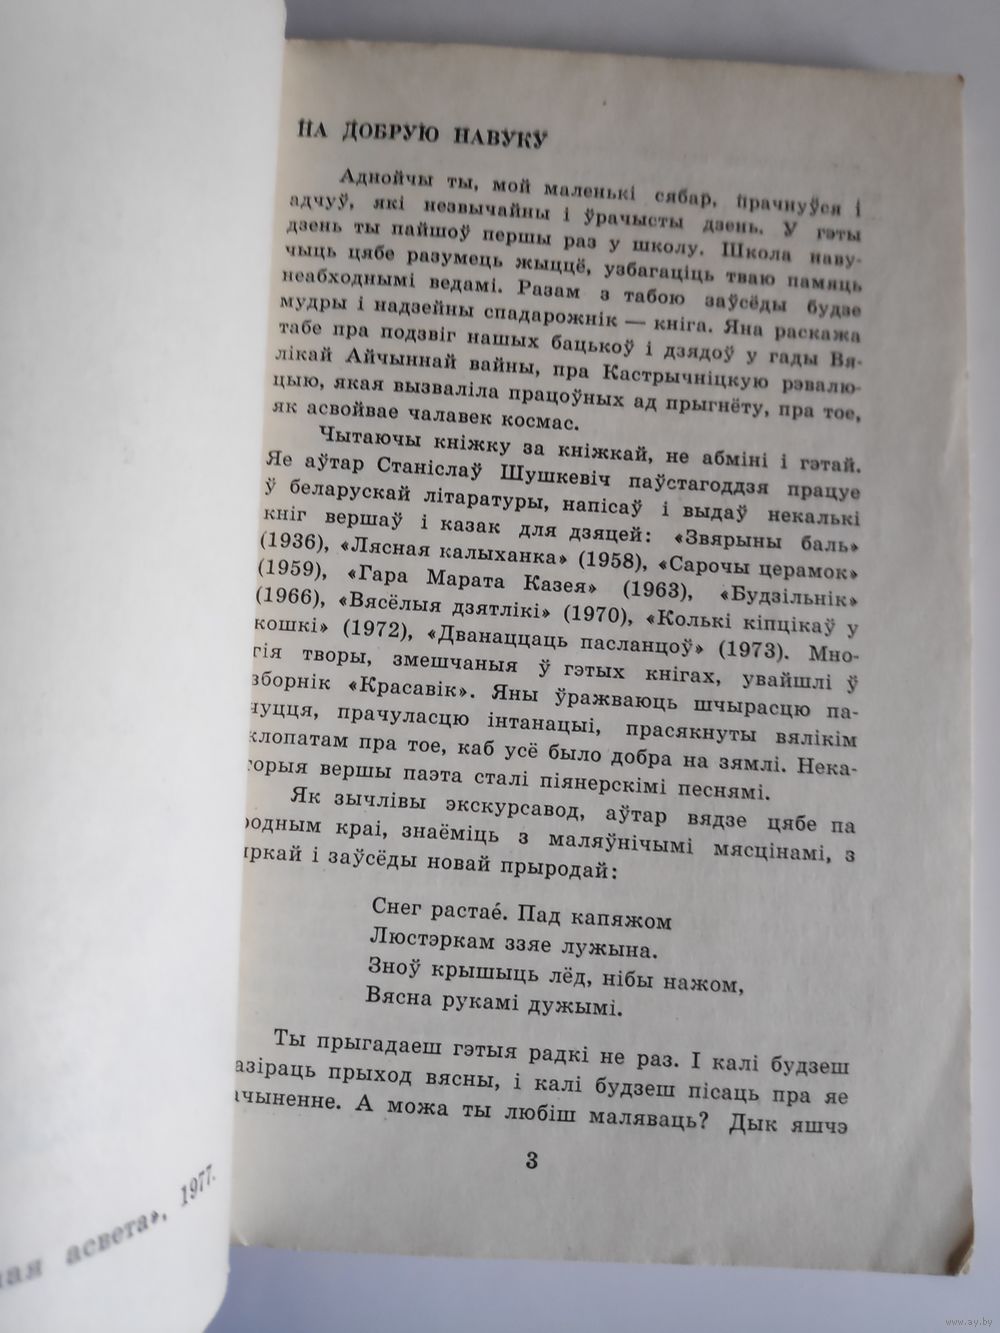 НА ДОБРУЮ НАВУКУ
Аднойчы ты, мой маленькі сябар, прачнуўся і
адчуў, які незвычайны і ўрачысты дзень. У гэты
дзень ты пайшоў першы раз у школу. Школа наву-
чыць цябе разумець жыццё, узбагаціць тваю памяць
неабходнымі ведамі. Разам з табою заўсёды будзе
мудры і надзейны спадарожнік — кніга. Яна раскажа
табе пра подзвіг нашых бацькоў і дзядоў у гады Вя-
лікай Айчыннай вайны, пра Кастрычніцкую рэвалю-
цыю, якая вызваліла працоўных ад прыгнёту, пра тое,
як асвойвае чалавек космас.
Чытаючы кніжку за кніжкай, не абміні і гэтай.
Яе аўтар Станіслаў Шушкевіч паўстагоддзя працуе
ў беларускай літаратуры, напісаў і выдаў некалькі
кніг вершаў і казак для дзяцей: «Звярыны баль»
(1936), «Лясная калыханка» (1958), «Сарочы церамок»
(1959), «Гара Марата Казея» (1963), «Будзільнік»
(1966), «Вясёлыя дзятлікі» (1970), «Колькі кіпцікаў у
кошкі» (1972), «Дванаццаць пасланцоў» (1973). Мно-
гія творы, змешчаныя ў гэтых кнігах, увайшлі ў
зборнік «Красавік». Яны ўражваюць шчырасцю па-
чуцця, прачуласцю інтанацыі, прасякнуты вялікім
клопатам пра тое, каб усё было добра на зямлі. Нека-
торыя вершы паэта сталі піянерскімі песнямі.
Як зычлівы экскурсавод, аўтар вядзе цябе па
родным краі, знаёміць з маляўнічымі мясцінамі, з
яркай і заўсёды новай прыродай:
Снег растае́. Пад капяжом
Люстэркам ззяе лужына.
Зноў крышыць лёд, нібы нажом,
Вясна рукамі дужымі.
Ты прыгадаеш гэтыя радкі не раз. І калі будзеш
азіраць прыход вясны, і калі будзеш пісаць пра яе
ачыненне. А можа ты любіш маляваць? Дык яшчэ
3
ная асвета», 1977.
www.ay.by